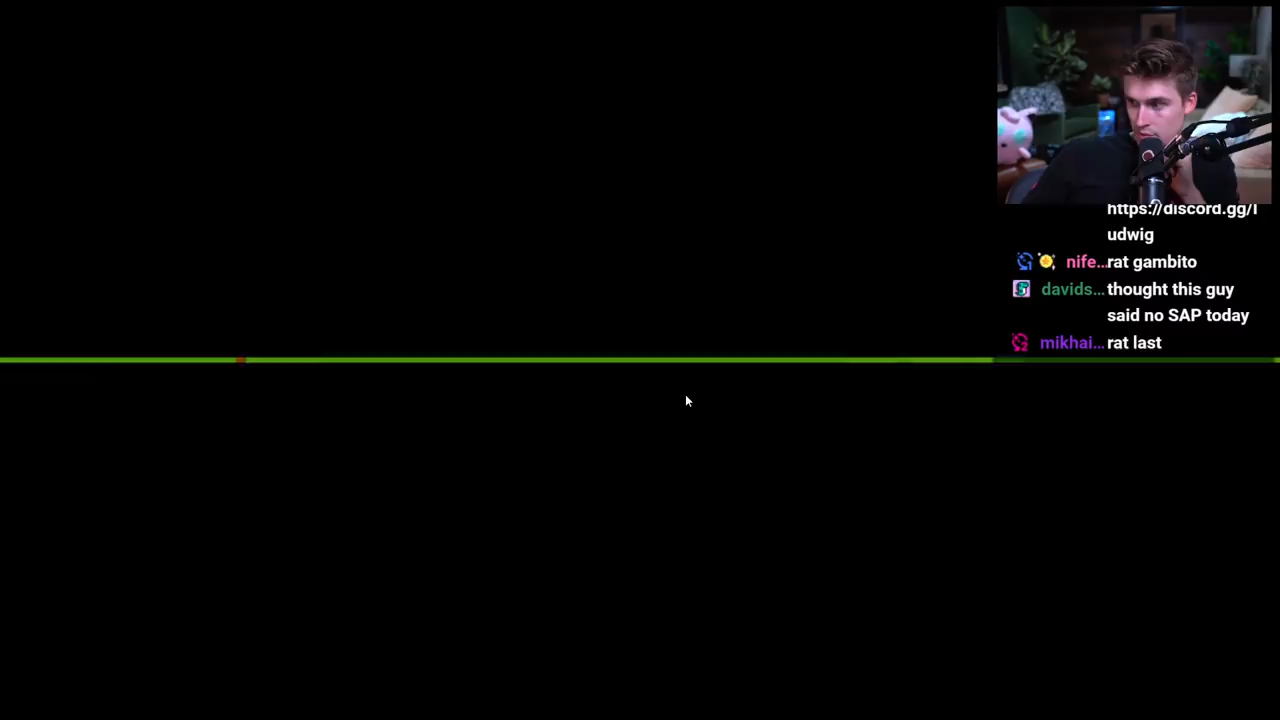 https://discord.gg/l
udwig
nife... rat gambito
davids... thought this guy
said no SAP today
mikhai... rat last